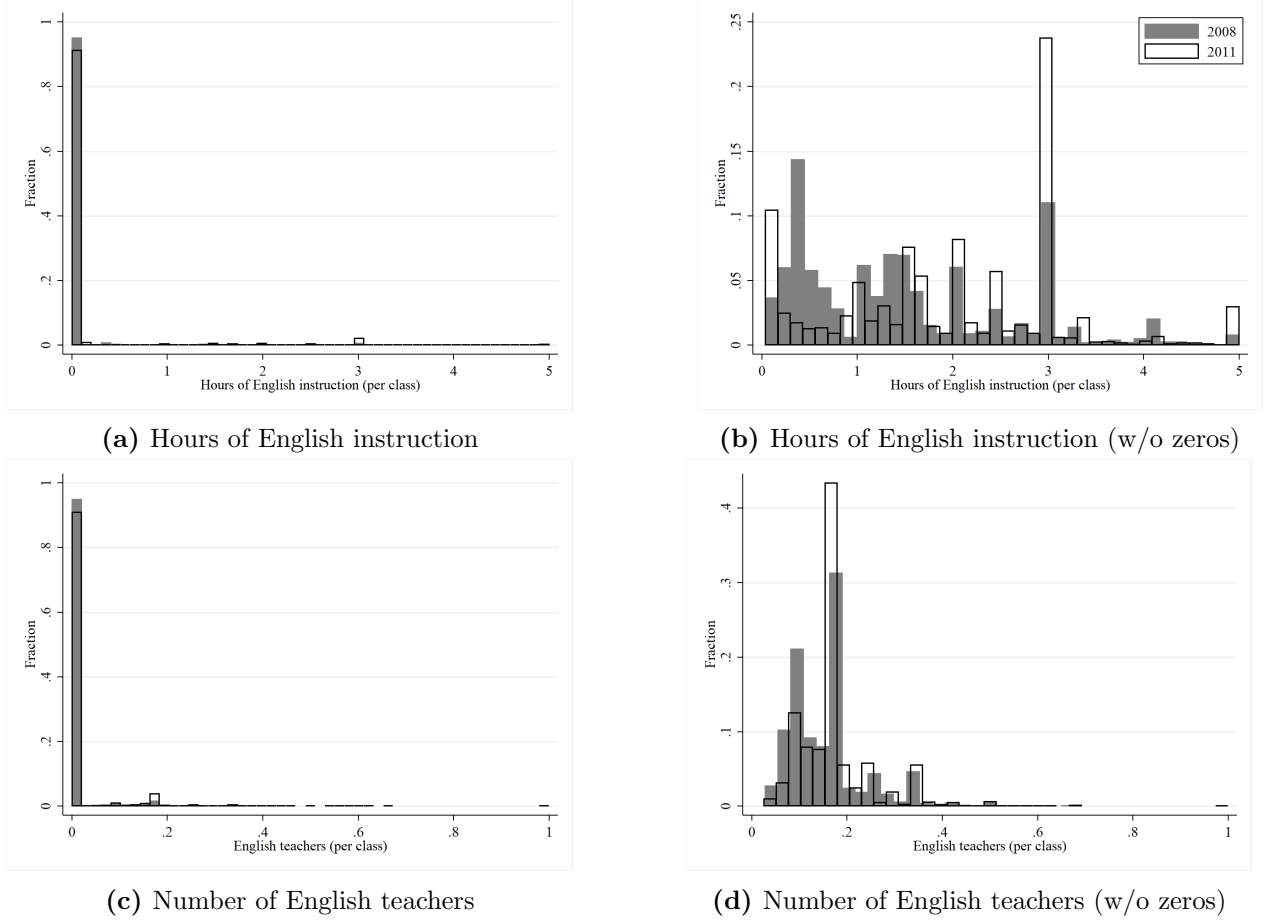 1
.8
.6
.4
.2
0
Fraction
0 1 2 3 4 5
Hours of English instruction (per class)
(a) Hours of English instruction
.25
.2
.15
.1
.05
0
Fraction
2008
2011
0 1 2 3 4 5
Hours of English instruction (per class)
(b) Hours of English instruction (w/o zeros)
1
.8
.6
.4
.2
0
Fraction
0 .2 .4 .6 .8 1
English teachers (per class)
(c) Number of English teachers
.4
.3
.2
.1
0
Fraction
0 .2 .4 .6 .8 1
English teachers (per class)
(d) Number of English teachers (w/o zeros)